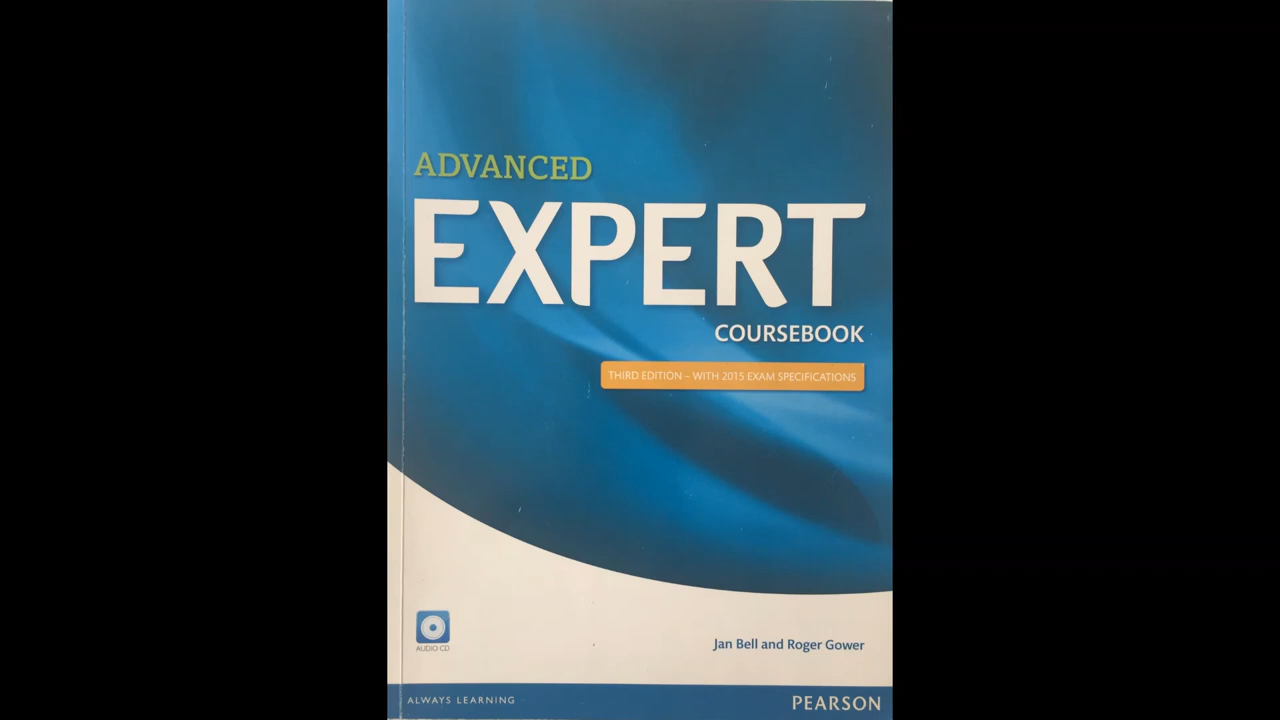 ADVANCED
EXPERT
COURSEBOOK
THIRD EDITION – WITH 2015 EXAM SPECIFICATIONS
AUDIO CD
Jan Bell and Roger Gower
ALWAYS LEARNING
PEARSON